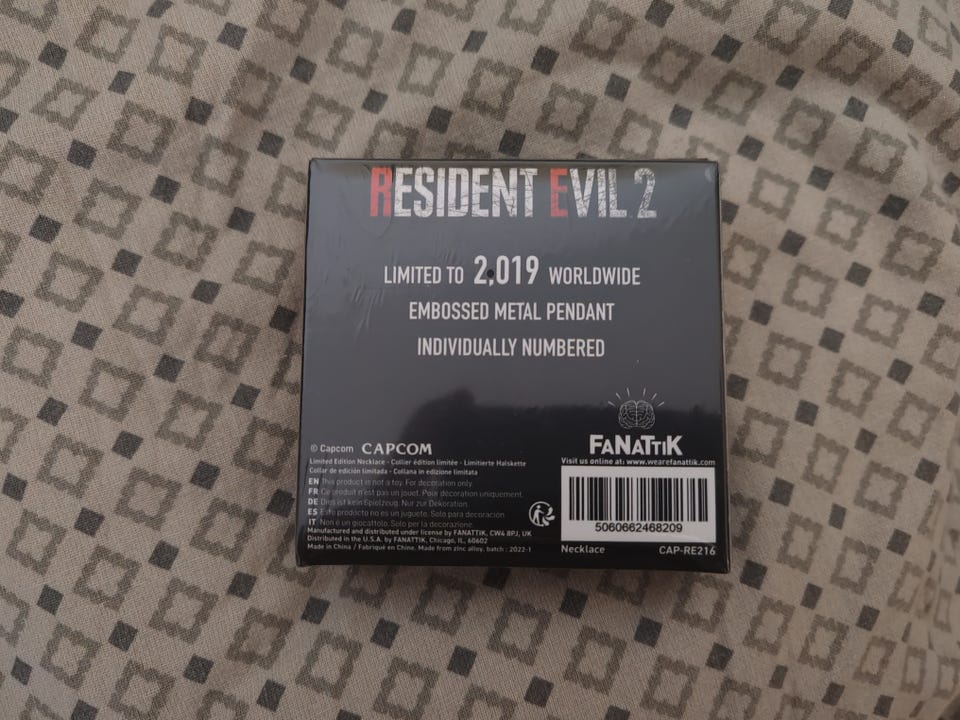 RESIDENT EVIL 2
LIMITED TO 2,019 WORLDWIDE
EMBOSSED METAL PENDANT
INDIVIDUALLY NUMBERED
© Capcom CAPCOM
Limited Edition Necklace - Collier édition limitée - Limitierte Halskette
Collar de edición limitada - Collana in edizione limitata
EN This product is not a toy. For decoration only.
FR Ce produit n'est pas un jouet. Pour décoration uniquement.
DE Dies ist kein Spielzeug. Nur zur Dekoration.
ES Este producto no es un juguete. Solo para decoración.
IT Non è un giocattolo. Solo per la decorazione.
Manufactured and distributed under license by FANATTIK, CW6 8PJ, UK
Distributed in the U.S.A. by FANATTIK, Chicago, IL, 60602
Made in China / Fabriqué en Chine. Made from zinc alloy. batch : 2022-1
FANATTIK
Visit us online at: www.wearefanattik.com
5060662468209
Necklace CAP-RE216